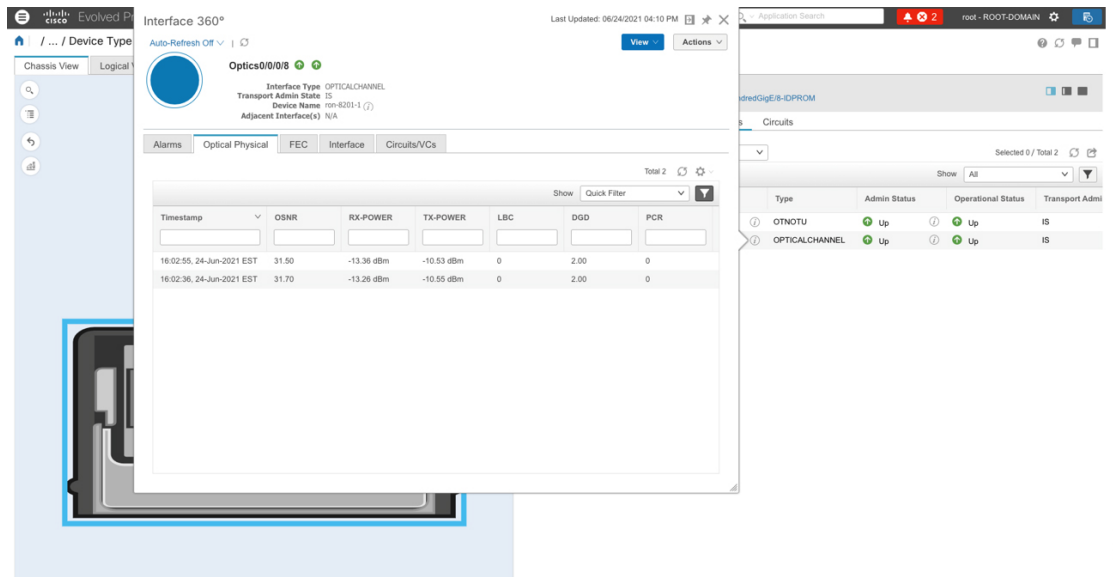 cisco Evolved Pr
Application Search
2
root - ROOT-DOMAIN
/ ... / Device Type
Chassis View
Logical V
Interface 360°
Last Updated: 06/24/2021 04:10 PM
Auto-Refresh Off
View
Actions
Optics0/0/0/8
Interface Type OPTICALCHANNEL
Transport Admin State IS
Device Name ron-8201-1
Adjacent Interface(s) N/A
Alarms Optical Physical FEC Interface Circuits/VCs
Total 2
Show Quick Filter
Timestamp OSNR RX-POWER TX-POWER LBC DGD PCR
16:02:55, 24-Jun-2021 EST 31.50 -13.36 dBm -10.53 dBm 0 2.00 0
16:02:36, 24-Jun-2021 EST 31.70 -13.26 dBm -10.55 dBm 0 2.00 0
ndredGigE/8-IDPROM
s Circuits
Selected 0 / Total 2
Show All
Type Admin Status Operational Status Transport Admi
OTNOTU Up Up IS
OPTICALCHANNEL Up Up IS